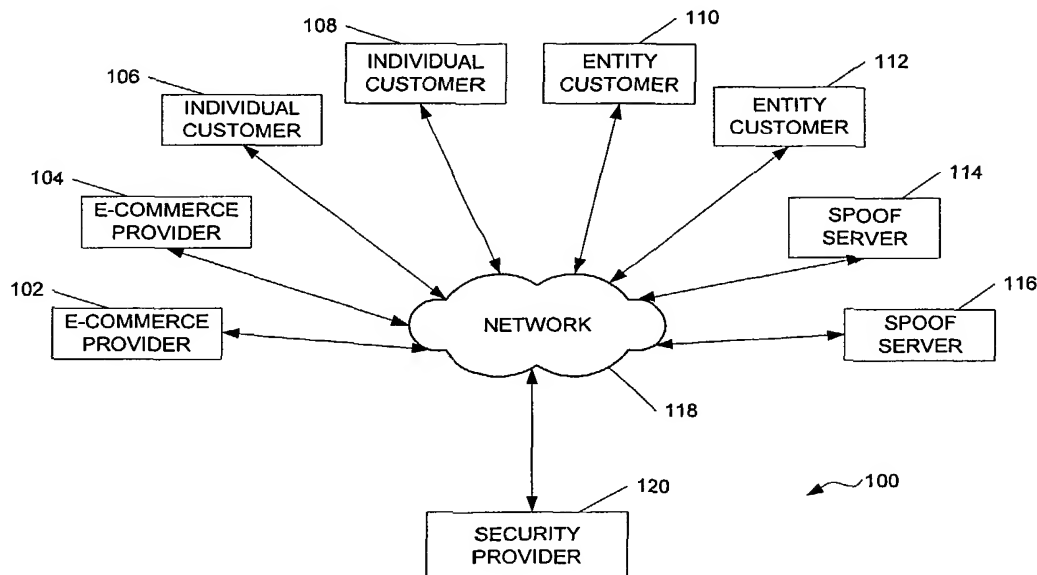 108
INDIVIDUAL
CUSTOMER
110
ENTITY
CUSTOMER
106
INDIVIDUAL
CUSTOMER
112
ENTITY
CUSTOMER
104
E-COMMERCE
PROVIDER
114
SPOOF
SERVER
102
E-COMMERCE
PROVIDER
NETWORK
116
SPOOF
SERVER
118
120
SECURITY
PROVIDER
100